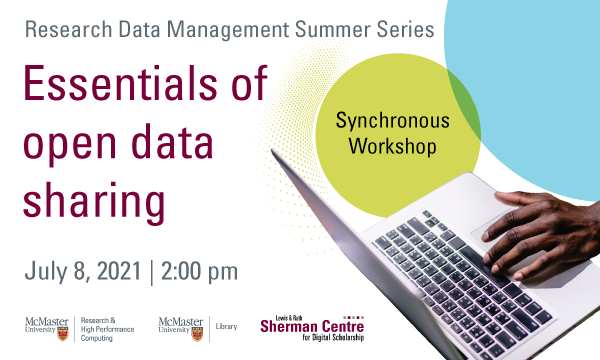 Research Data Management Summer Series
Essentials of
open data
sharing
Synchronous
Workshop
July 8, 2021 | 2:00 pm
McMaster
University
Research &
High Performance
Computing
McMaster
University
Library
Lewis & Ruth
Sherman Centre
for Digital Scholarship